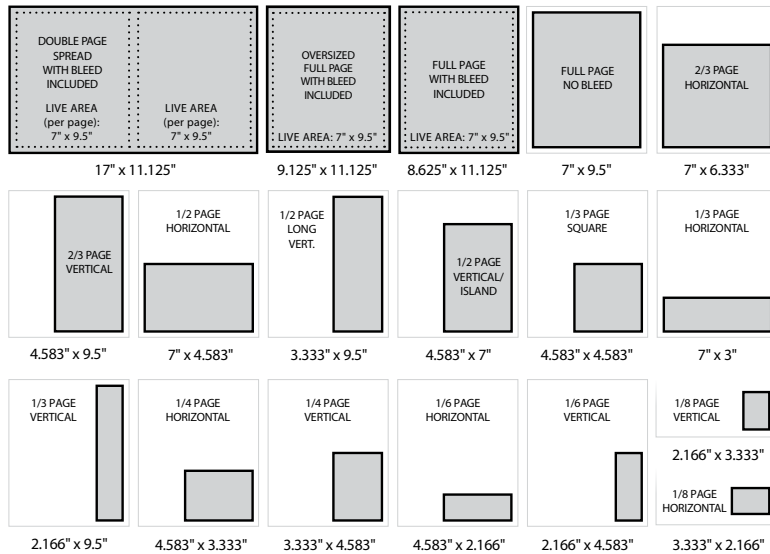 DOUBLE PAGE
SPREAD
WITH BLEED
INCLUDED
LIVE AREA
(per page):
7" x 9.5"
LIVE AREA
(per page):
7" x 9.5"
17" x 11.125"
OVERSIZED
FULL PAGE
WITH BLEED
INCLUDED
LIVE AREA: 7" x 9.5"
9.125" x 11.125"
FULL PAGE
WITH BLEED
INCLUDED
LIVE AREA: 7" x 9.5"
8.625" x 11.125"
FULL PAGE
NO BLEED
7" x 9.5"
2/3 PAGE
HORIZONTAL
7" x 6.333"
2/3 PAGE
VERTICAL
4.583" x 9.5"
1/2 PAGE
HORIZONTAL
7" x 4.583"
1/2 PAGE
LONG
VERT.
3.333" x 9.5"
1/2 PAGE
VERTICAL/
ISLAND
4.583" x 7"
1/3 PAGE
SQUARE
4.583" x 4.583"
1/3 PAGE
HORIZONTAL
7" x 3"
1/3 PAGE
VERTICAL
2.166" x 9.5"
1/4 PAGE
HORIZONTAL
4.583" x 3.333"
1/4 PAGE
VERTICAL
3.333" x 4.583"
1/6 PAGE
HORIZONTAL
4.583" x 2.166"
1/6 PAGE
VERTICAL
2.166" x 4.583"
1/8 PAGE
VERTICAL
2.166" x 3.333"
1/8 PAGE
HORIZONTAL
3.333" x 2.166"